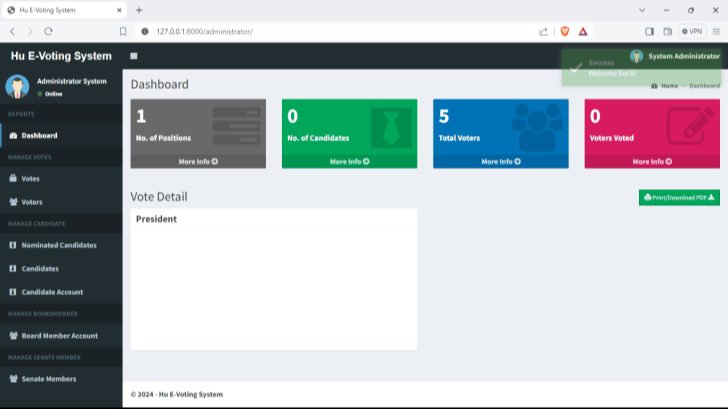 Hu E-Voting System
127.0.0.1:8000/administrator/
VPN
Hu E-Voting System
System Administrator
Success
Welcome Back!
Administrator System
Online
Dashboard
Home > Dashboard
REPORTS
Dashboard
MANAGE VOTES
Votes
Voters
MANAGE CANDIDATE
Nominated Candidates
Candidates
Candidate Account
MANAGE BOARDSMEMBER
Board Member Account
MANAGE SENATE MEMBER
Senate Members
1
No. of Positions
More Info
0
No. of Candidates
More Info
5
Total Voters
More Info
0
Voters Voted
More Info
Vote Detail
Print/Download PDF
President
© 2024 - Hu E-Voting System